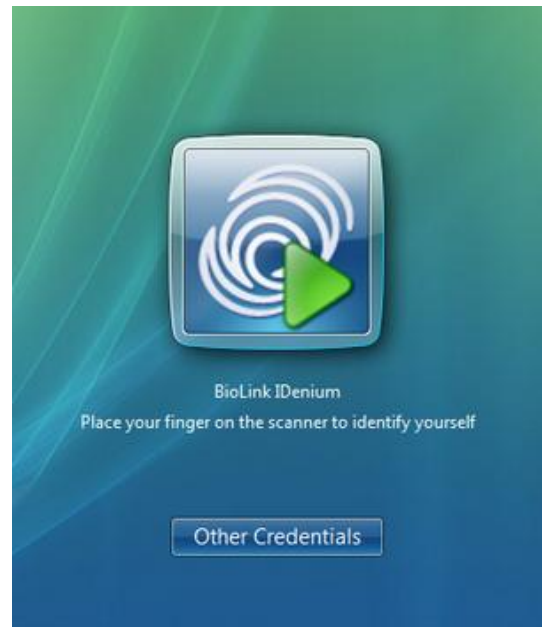 BioLink IDenium
Place your finger on the scanner to identify yourself
Other Credentials